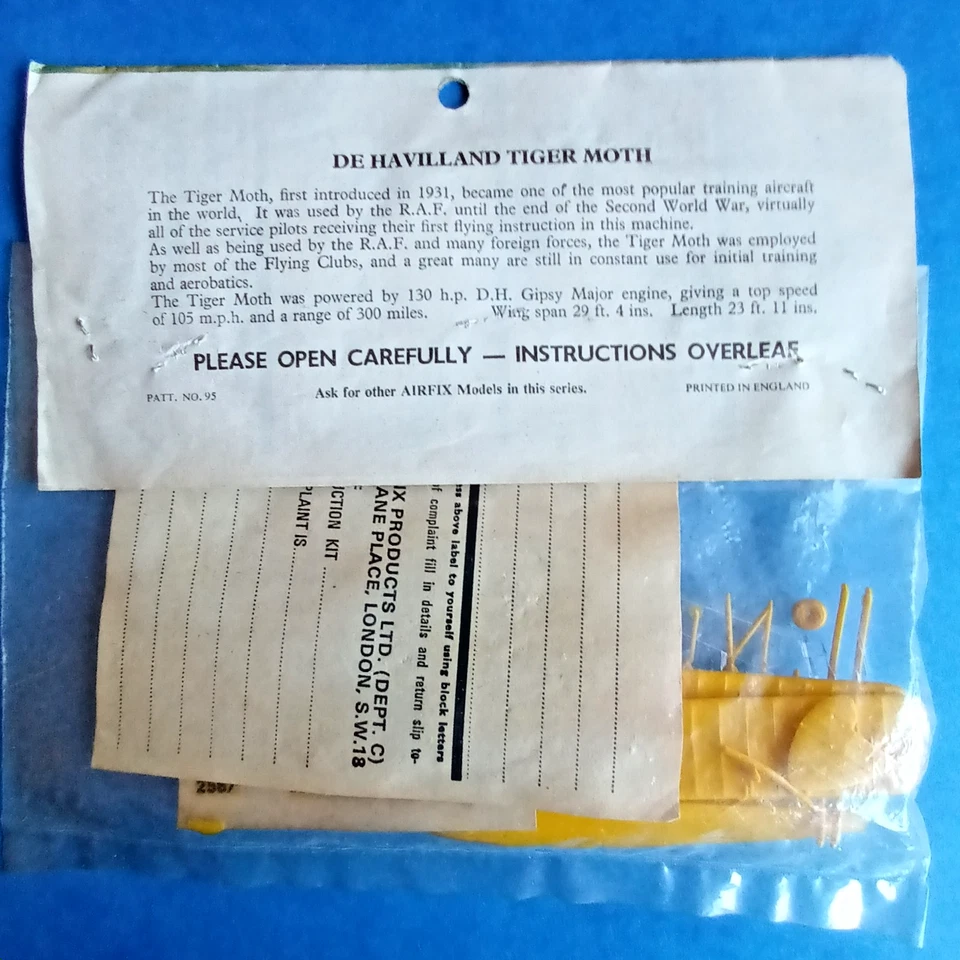 DE HAVILLAND TIGER MOTH
The Tiger Moth, first introduced in 1931, became one of the most popular training aircraft
in the world. It was used by the R.A.F. until the end of the Second World War, virtually
all of the service pilots receiving their first flying instruction in this machine.
As well as being used by the R.A.F. and many foreign forces, the Tiger Moth was employed
by most of the Flying Clubs, and a great many are still in constant use for initial training
and aerobatics.
The Tiger Moth was powered by 130 h.p. D.H. Gipsy Major engine, giving a top speed
of 105 m.p.h. and a range of 300 miles. Wing span 29 ft. 4 ins. Length 23 ft. 11 ins.
PLEASE OPEN CAREFULLY — INSTRUCTIONS OVERLEAF
PATT. NO. 95 Ask for other AIRFIX Models in this series. PRINTED IN ENGLAND
ss above label to yourself using block letters
of complaint fill in details and return slip to-
IX PRODUCTS LTD. (DEPT. C)
ANE PLACE, LONDON, S.W.18
UCTION KIT
PLAINT IS